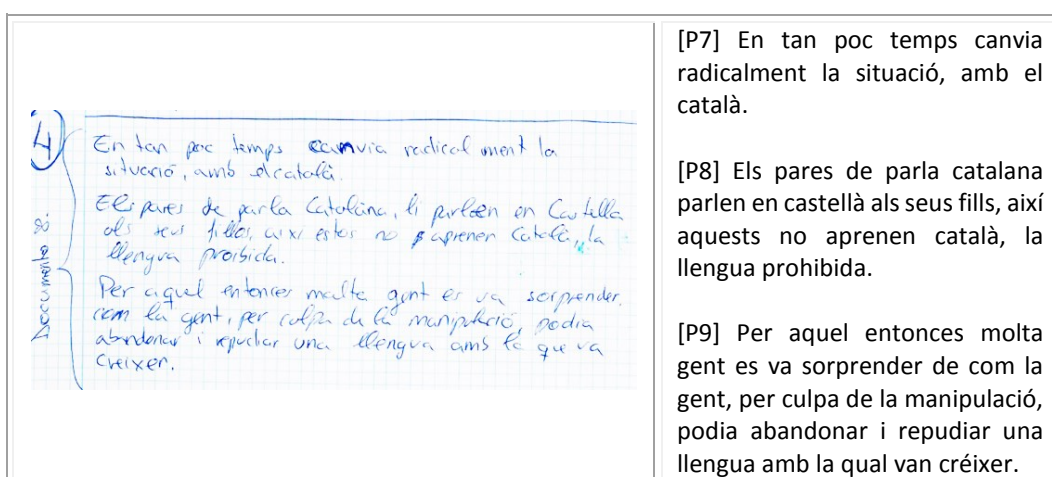 4
Documento 8.
En tan poc temps canvia radicalment la
situació, amb el català.
Els pares de parla Catalana, li parlen en Castella
als seus fillos, aixi estos no aprenen Català, la
llengua proibida.
Per aquel entonces molta gent es va sorprender.
com la gent, per culpa de la manipulació, podia
abandonar i repudiar una llengua amb la que va
creixer.
[P7] En tan poc temps canvia
radicalment la situació, amb el
català.
[P8] Els pares de parla catalana
parlen en castellà als seus fills, així
aquests no aprenen català, la
llengua prohibida.
[P9] Per aquel entonces molta
gent es va sorprendre de com la
gent, per culpa de la manipulació,
podia abandonar i repudiar una
llengua amb la qual van créixer.